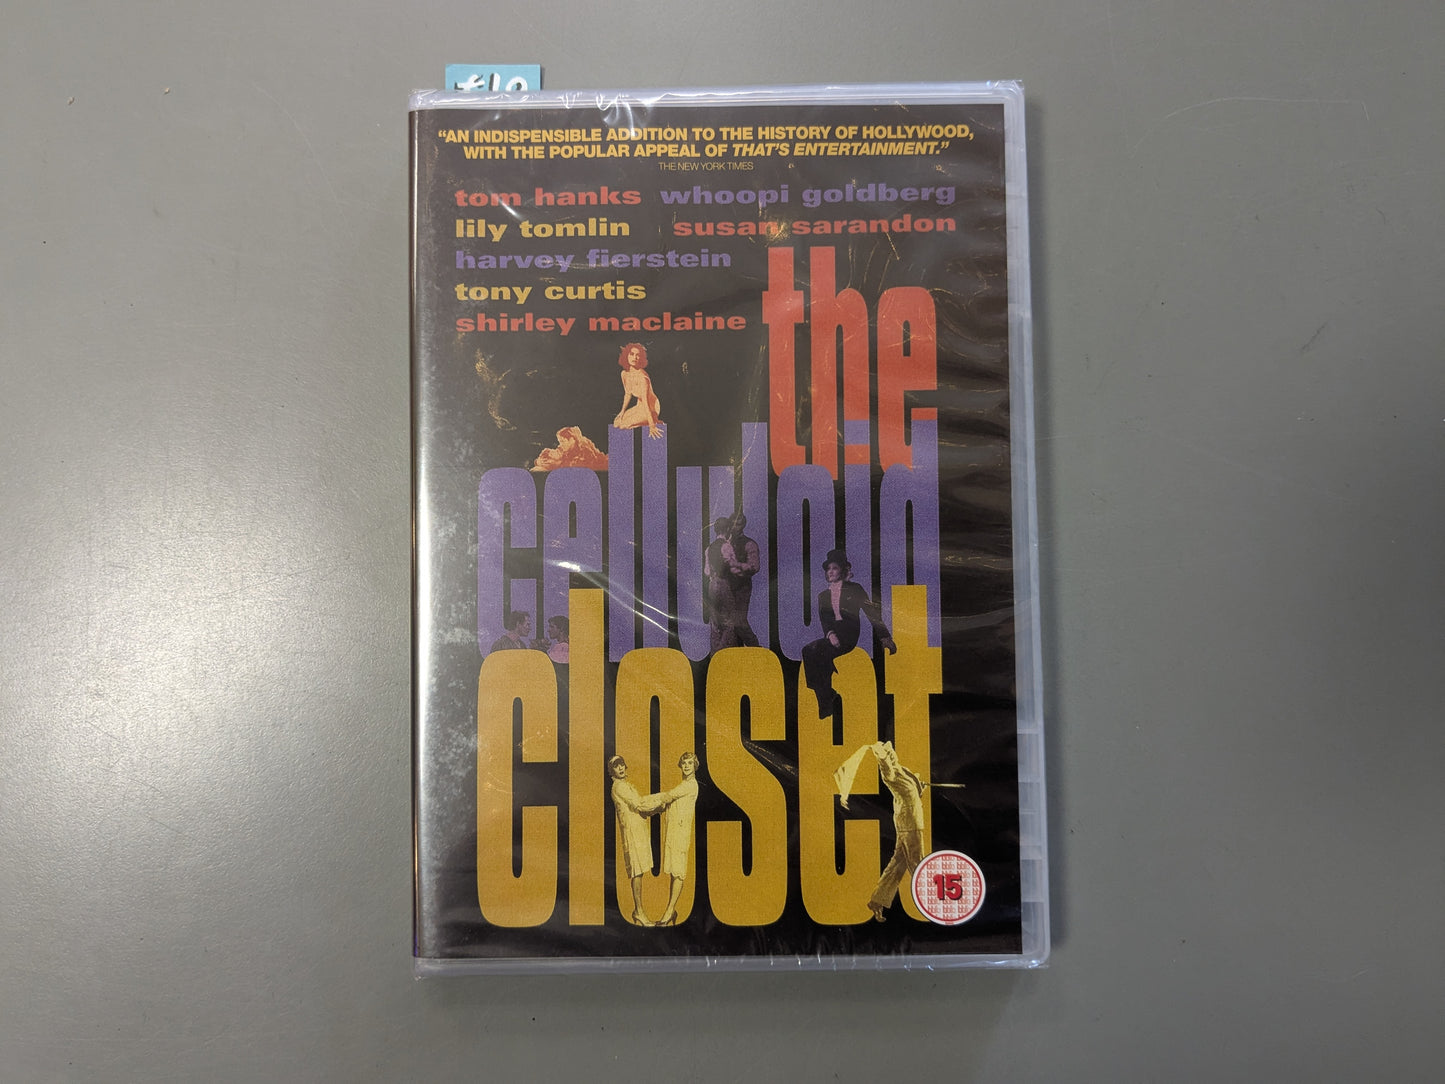 £10
“AN INDISPENSIBLE ADDITION TO THE HISTORY OF HOLLYWOOD,
WITH THE POPULAR APPEAL OF THAT'S ENTERTAINMENT.”
THE NEW YORK TIMES
tom hanks whoopi goldberg
lily tomlin susan sarandon
harvey fierstein
tony curtis
shirley maclaine
the
celluloid
closet
15